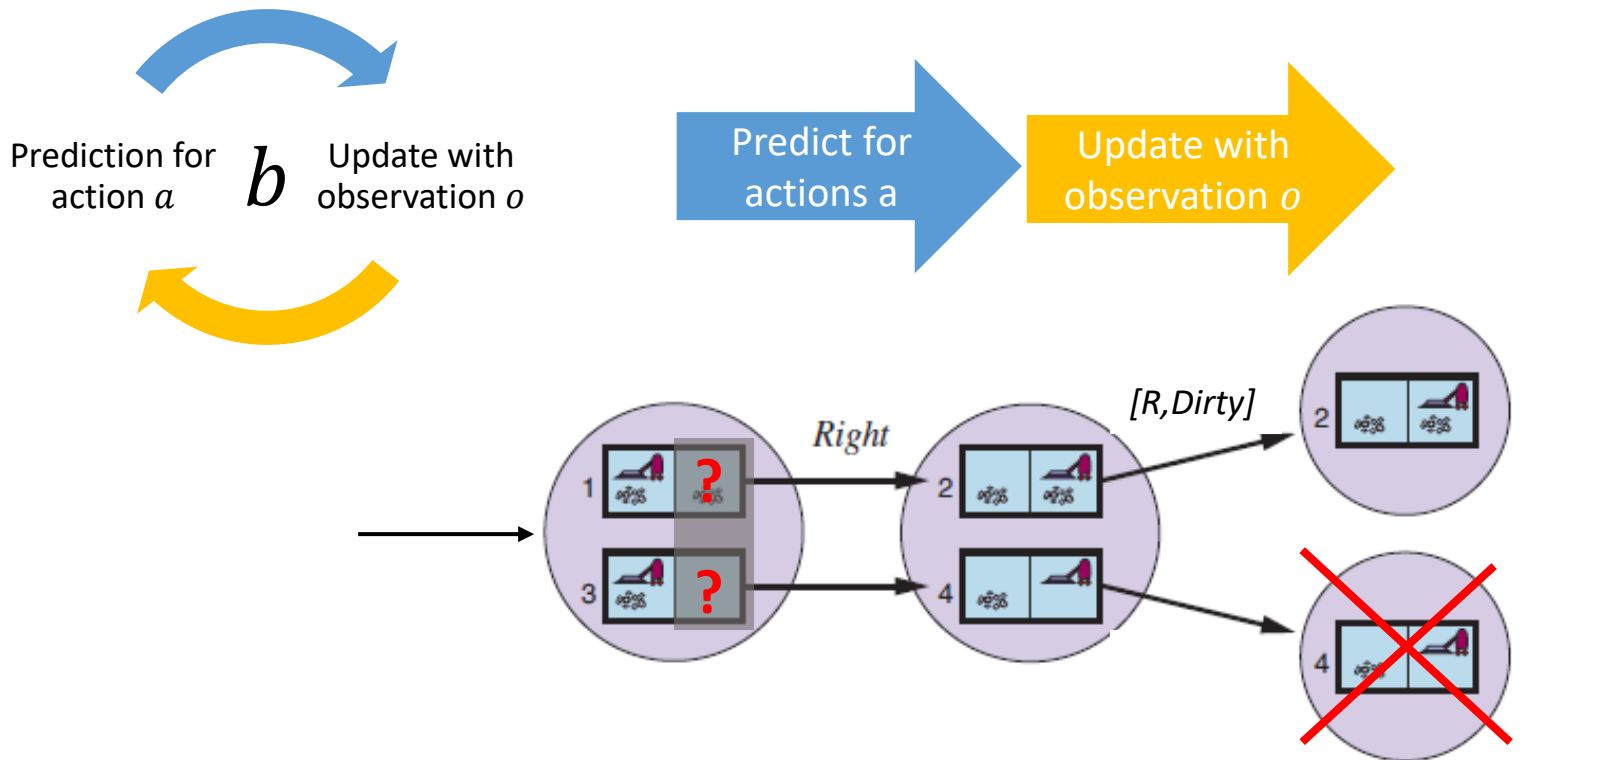 Prediction for
action a
b
Update with
observation o
Predict for
actions a
Update with
observation o
[R,Dirty]
Right
1
?
2
2
3
?
4
4